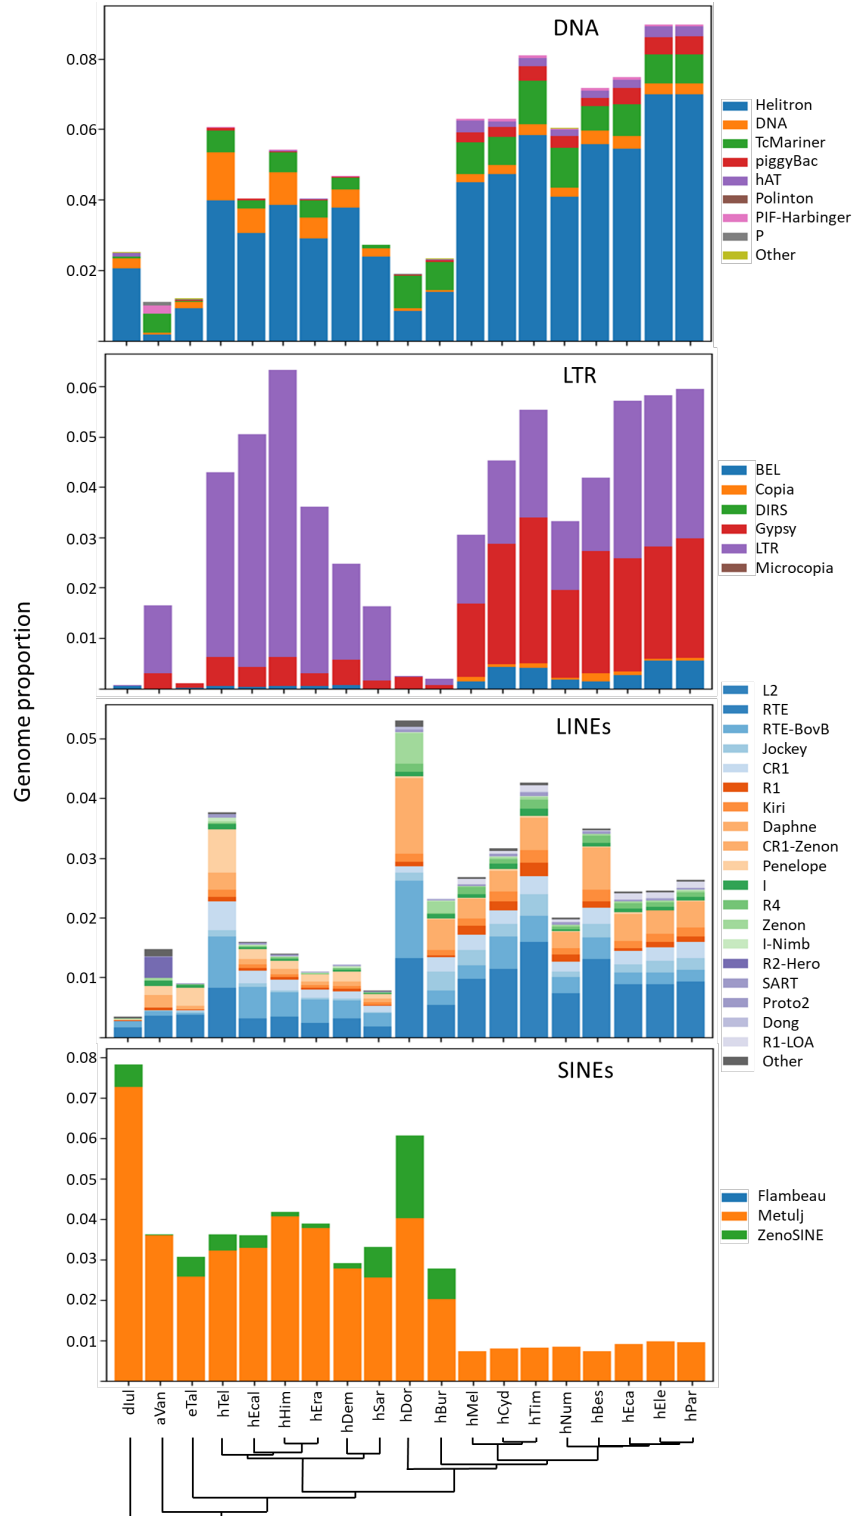 DNA
0.08
0.06
0.04
0.02
Helitron
DNA
TcMariner
piggyBac
hAT
Polinton
PIF-Harbinger
P
Other
LTR
0.06
0.05
0.04
0.03
0.02
0.01
BEL
Copia
DIRS
Gypsy
LTR
Microcopia
Genome proportion
LINEs
0.05
0.04
0.03
0.02
0.01
L2
RTE
RTE-BovB
Jockey
CR1
R1
Kiri
Daphne
CR1-Zenon
Penelope
I
R4
Zenon
I-Nimb
R2-Hero
SART
Proto2
Dong
R1-LOA
Other
SINEs
0.08
0.07
0.06
0.05
0.04
0.03
0.02
0.01
Flambeau
Metulj
ZenoSINE
dIul
aVan
eTal
hTel
hEcal
hHim
hEra
hDem
hSar
hDor
hBur
hMel
hCyd
hTim
hNum
hBes
hEca
hEle
hPar